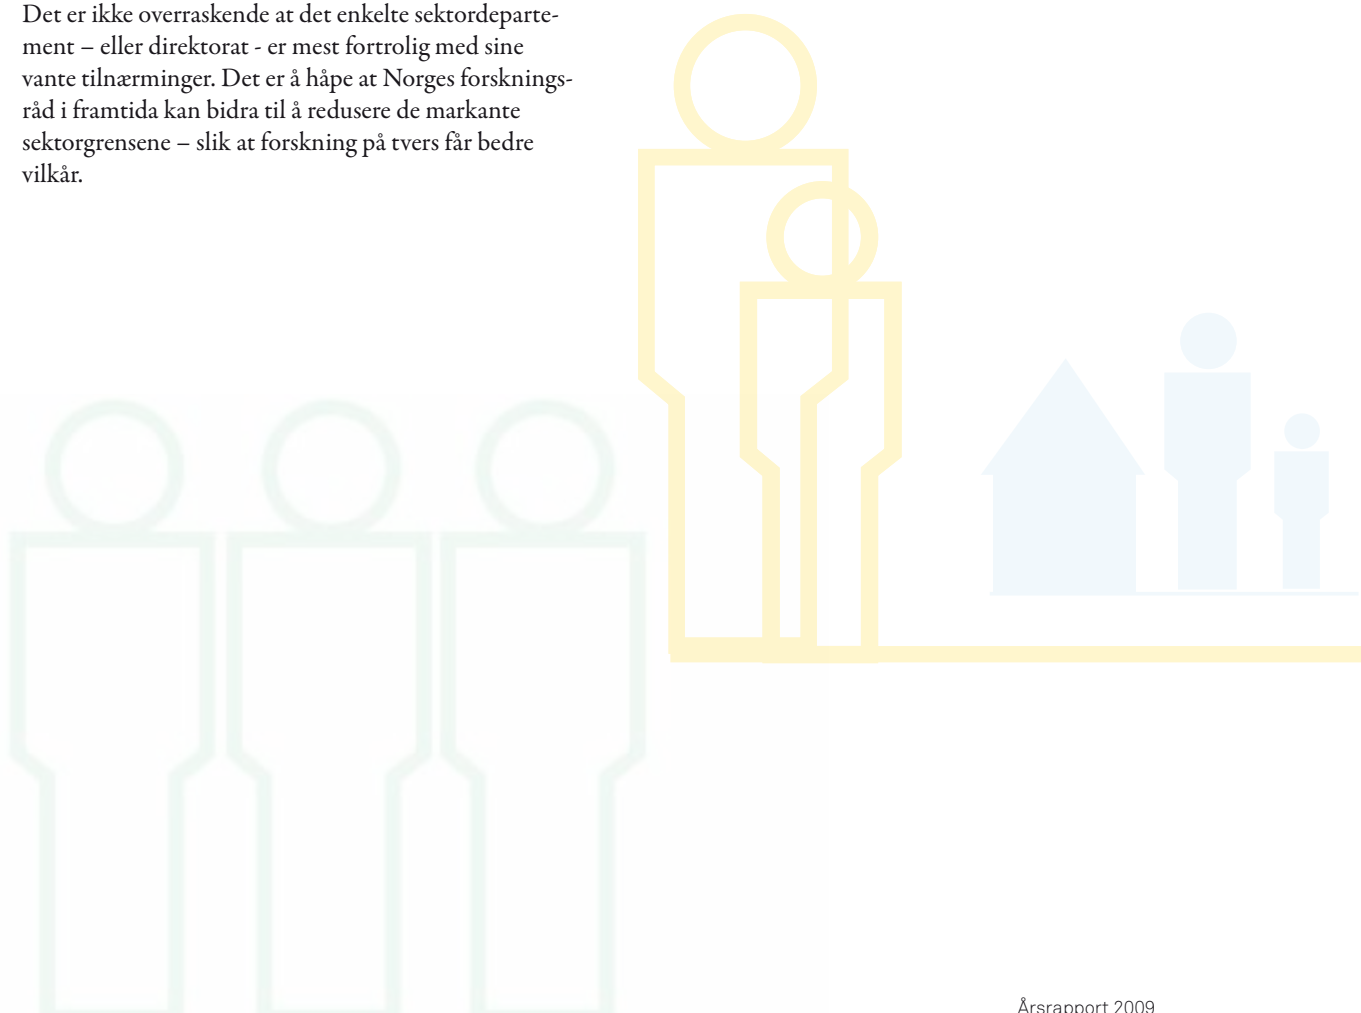 Det er ikke overraskende at det enkelte sektordeparte-
ment – eller direktorat - er mest fortrolig med sine
vante tilnærminger. Det er å håpe at Norges forsknings-
råd i framtida kan bidra til å redusere de markante
sektorgrensene – slik at forskning på tvers får bedre
vilkår.
Årsrapport 2009